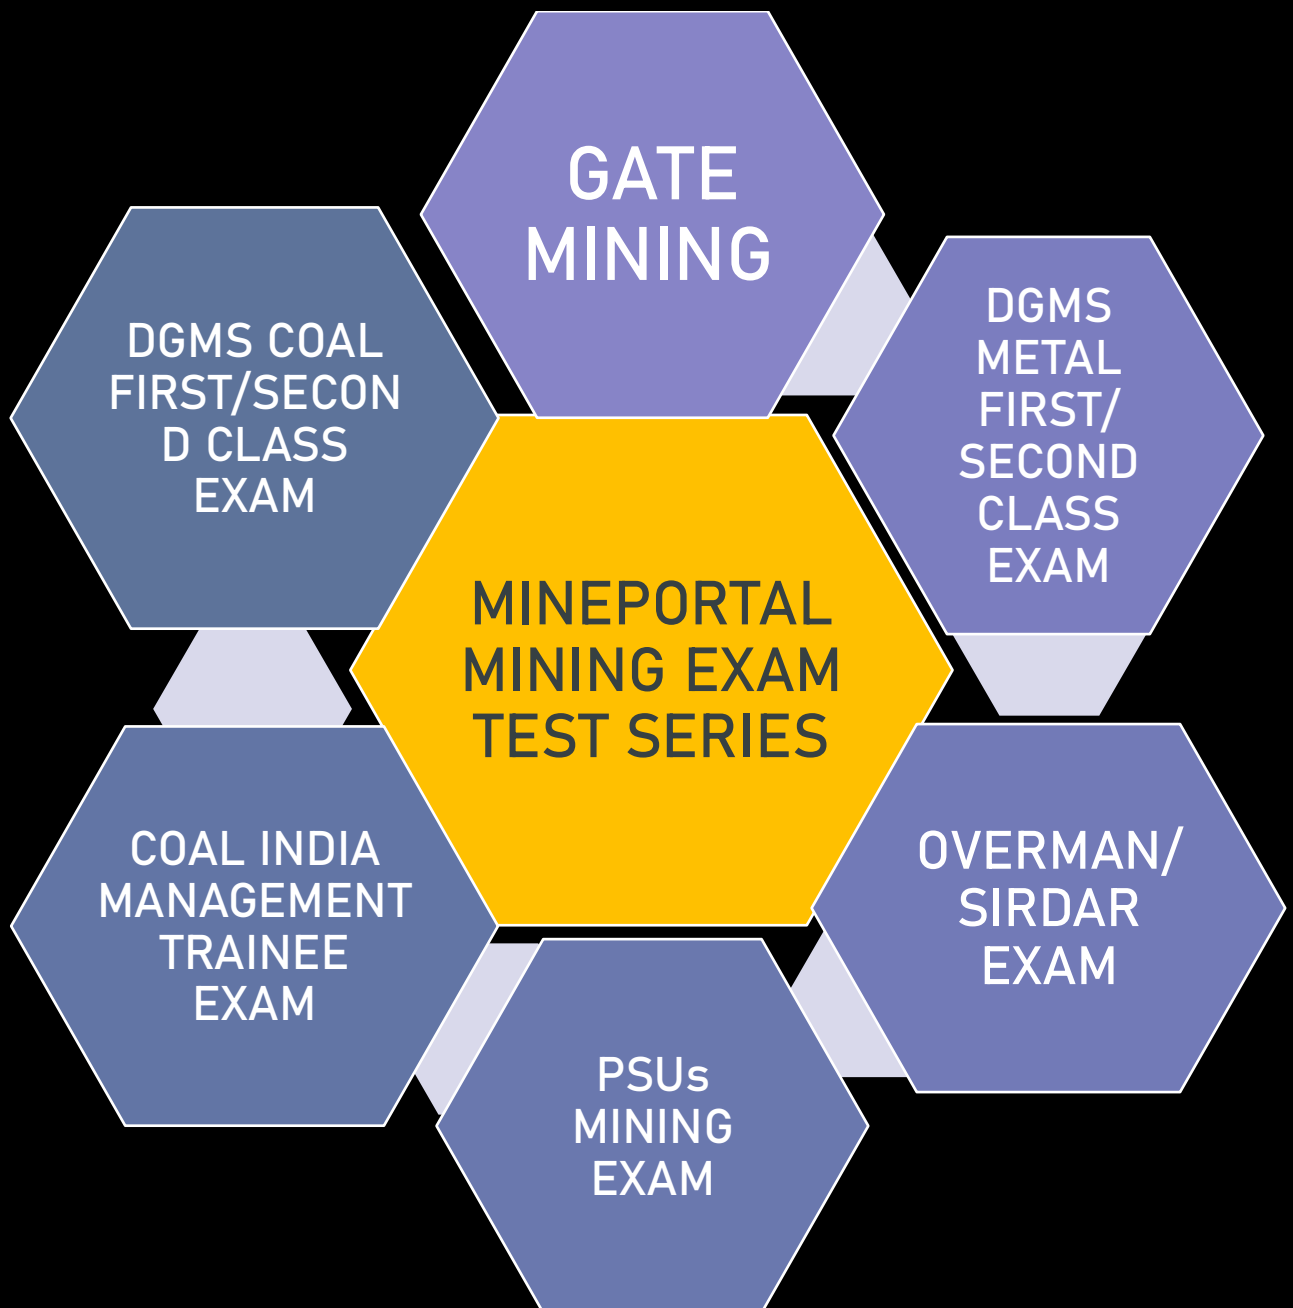 GATE
MINING
DGMS
METAL
FIRST/
SECOND
CLASS
EXAM
DGMS COAL
FIRST/SECON
D CLASS
EXAM
MINEPORTAL
MINING EXAM
TEST SERIES
OVERMAN/
SIRDAR
EXAM
COAL INDIA
MANAGEMENT
TRAINEE
EXAM
PSUs
MINING
EXAM